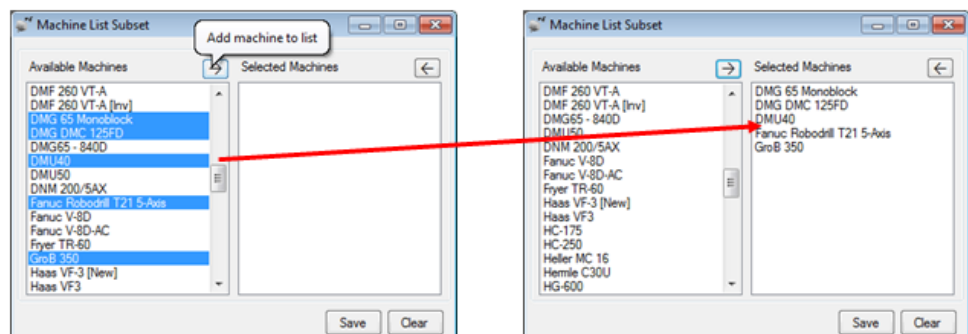 Machine List Subset
Add machine to list
Available Machines
Selected Machines
DMF 260 VT-A
DMF 260 VT-A [Inv]
DMG 65 Monoblock
DMG DMC 125FD
DMG65 - 840D
DMU40
DMU50
DNM 200/5AX
Fanuc Robodrill T21 5-Axis
Fanuc V-8D
Fanuc V-8D-AC
Fryer TR-60
GroB 350
Haas VF-3 [New]
Haas VF3
Save
Clear
Machine List Subset
Available Machines
Selected Machines
DMF 260 VT-A
DMF 260 VT-A [Inv]
DMG65 - 840D
DMU50
DNM 200/5AX
Fanuc V-8D
Fanuc V-8D-AC
Fryer TR-60
Haas VF-3 [New]
Haas VF3
HC-175
HC-250
Heller MC 16
Hermle C30U
HG-600
DMG 65 Monoblock
DMG DMC 125FD
DMU40
Fanuc Robodrill T21 5-Axis
GroB 350
Save
Clear